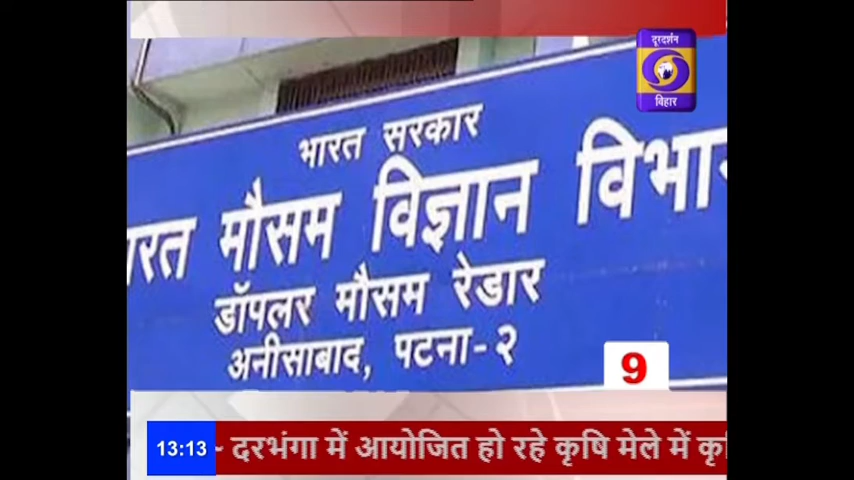 दूरदर्शन
बिहार
भारत सरकार
मौसम विज्ञान
डॉपलर मौसम रेडार
अनीसाबाद, पटना-२
9
13:13
- दरभंगा में आयोजित हो रहे कृषि मेले में